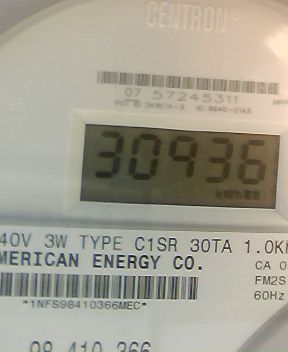 CENTRON®
07 57245311
30936
kWh
40V 3W TYPE C1SR 30TA 1.0K
MERICAN ENERGY CO.
CA 0
FM2S
60Hz
*1NFS98410366MEC*
98 410 366